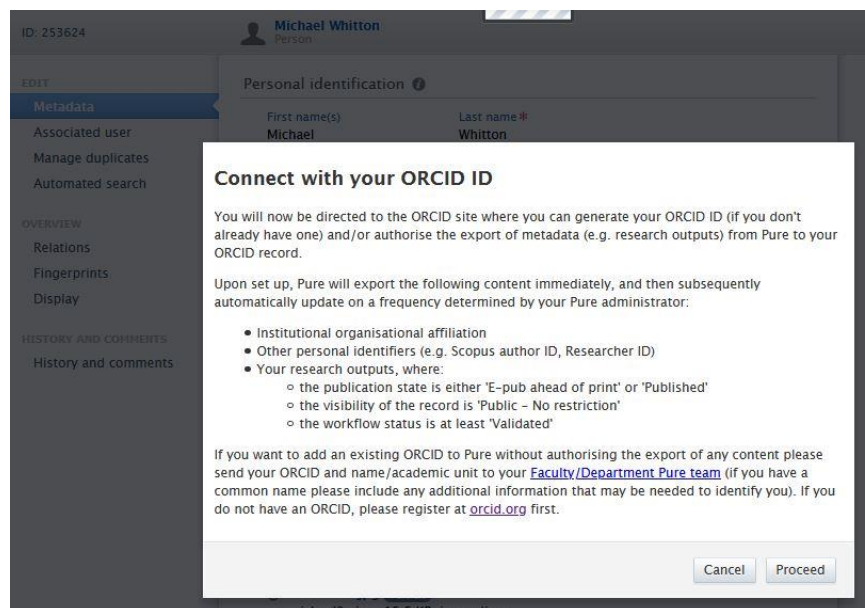 ID: 253624
Michael Whitton
Person
EDIT
Metadata
Associated user
Manage duplicates
Automated search
OVERVIEW
Relations
Fingerprints
Display
HISTORY AND COMMENTS
History and comments
Personal identification
First name(s) Last name *
Michael Whitton
Connect with your ORCID ID
You will now be directed to the ORCID site where you can generate your ORCID ID (if you don't
already have one) and/or authorise the export of metadata (e.g. research outputs) from Pure to your
ORCID record.
Upon set up, Pure will export the following content immediately, and then subsequently
automatically update on a frequency determined by your Pure administrator:
• Institutional organisational affiliation
• Other personal identifiers (e.g. Scopus author ID, Researcher ID)
• Your research outputs, where:
○ the publication state is either 'E-pub ahead of print' or 'Published'
○ the visibility of the record is 'Public - No restriction'
○ the workflow status is at least 'Validated'
If you want to add an existing ORCID to Pure without authorising the export of any content please
send your ORCID and name/academic unit to your Faculty/Department Pure team (if you have a
common name please include any additional information that may be needed to identify you). If you
do not have an ORCID, please register at orcid.org first.
Cancel Proceed